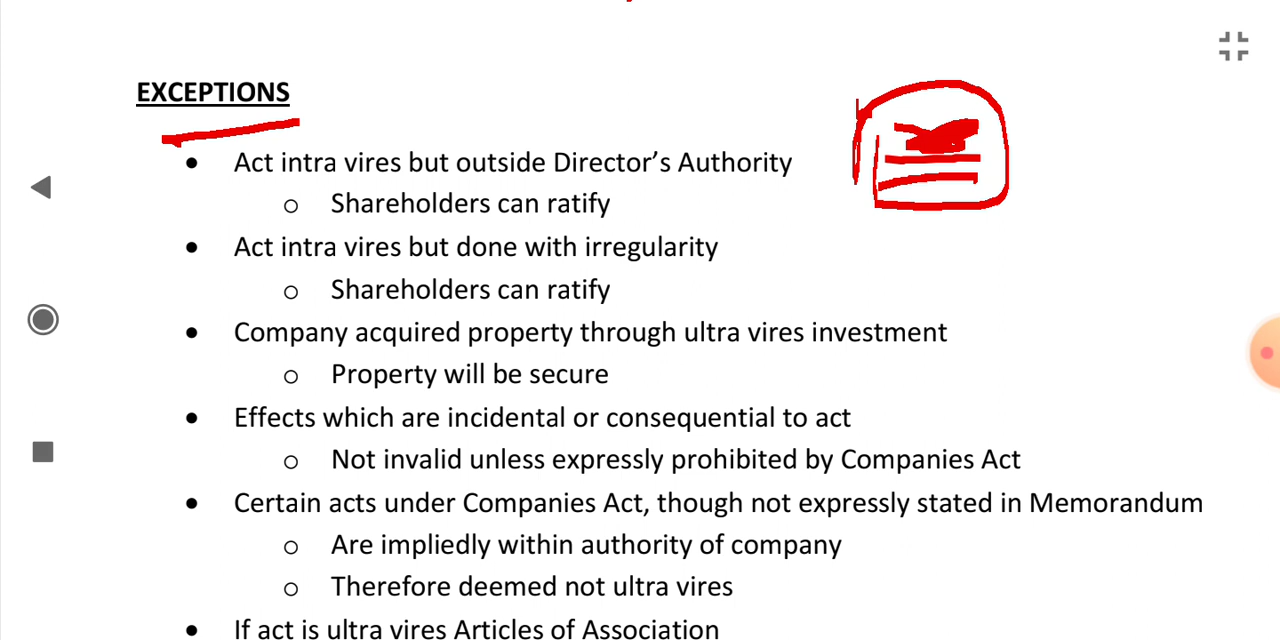 EXCEPTIONS
• Act intra vires but outside Director’s Authority
o Shareholders can ratify
• Act intra vires but done with irregularity
o Shareholders can ratify
• Company acquired property through ultra vires investment
o Property will be secure
• Effects which are incidental or consequential to act
o Not invalid unless expressly prohibited by Companies Act
• Certain acts under Companies Act, though not expressly stated in Memorandum
o Are impliedly within authority of company
o Therefore deemed not ultra vires
• If act is ultra vires Articles of Association